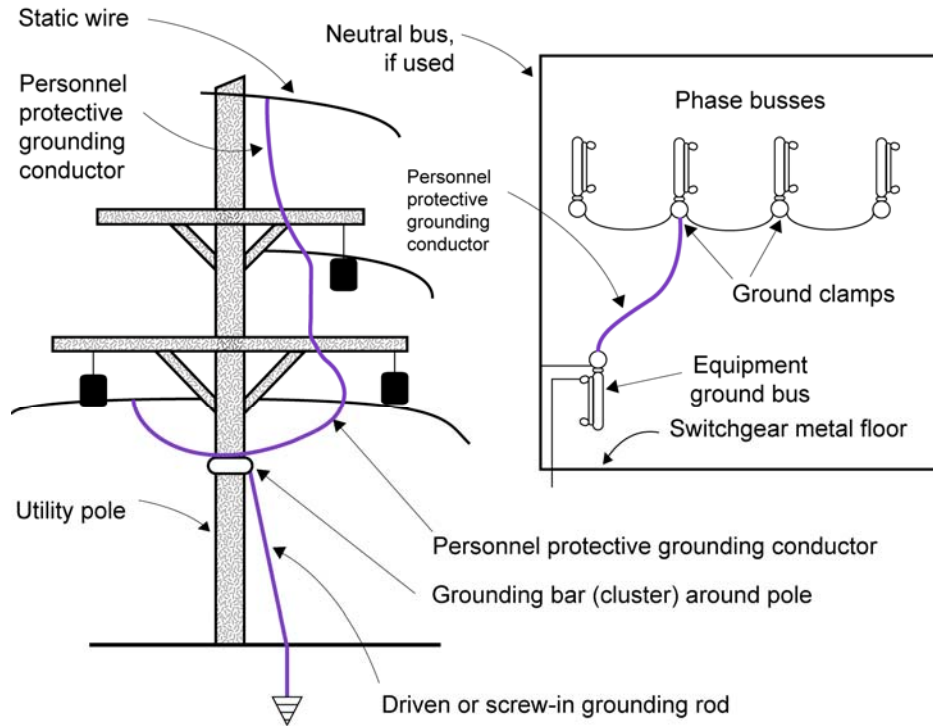 Static wire
Personnel
protective
grounding
conductor
Utility pole
Personnel protective grounding conductor
Grounding bar (cluster) around pole
Driven or screw-in grounding rod
Neutral bus,
if used
Phase busses
Personnel
protective
grounding
conductor
Ground clamps
Equipment
ground bus
Switchgear metal floor